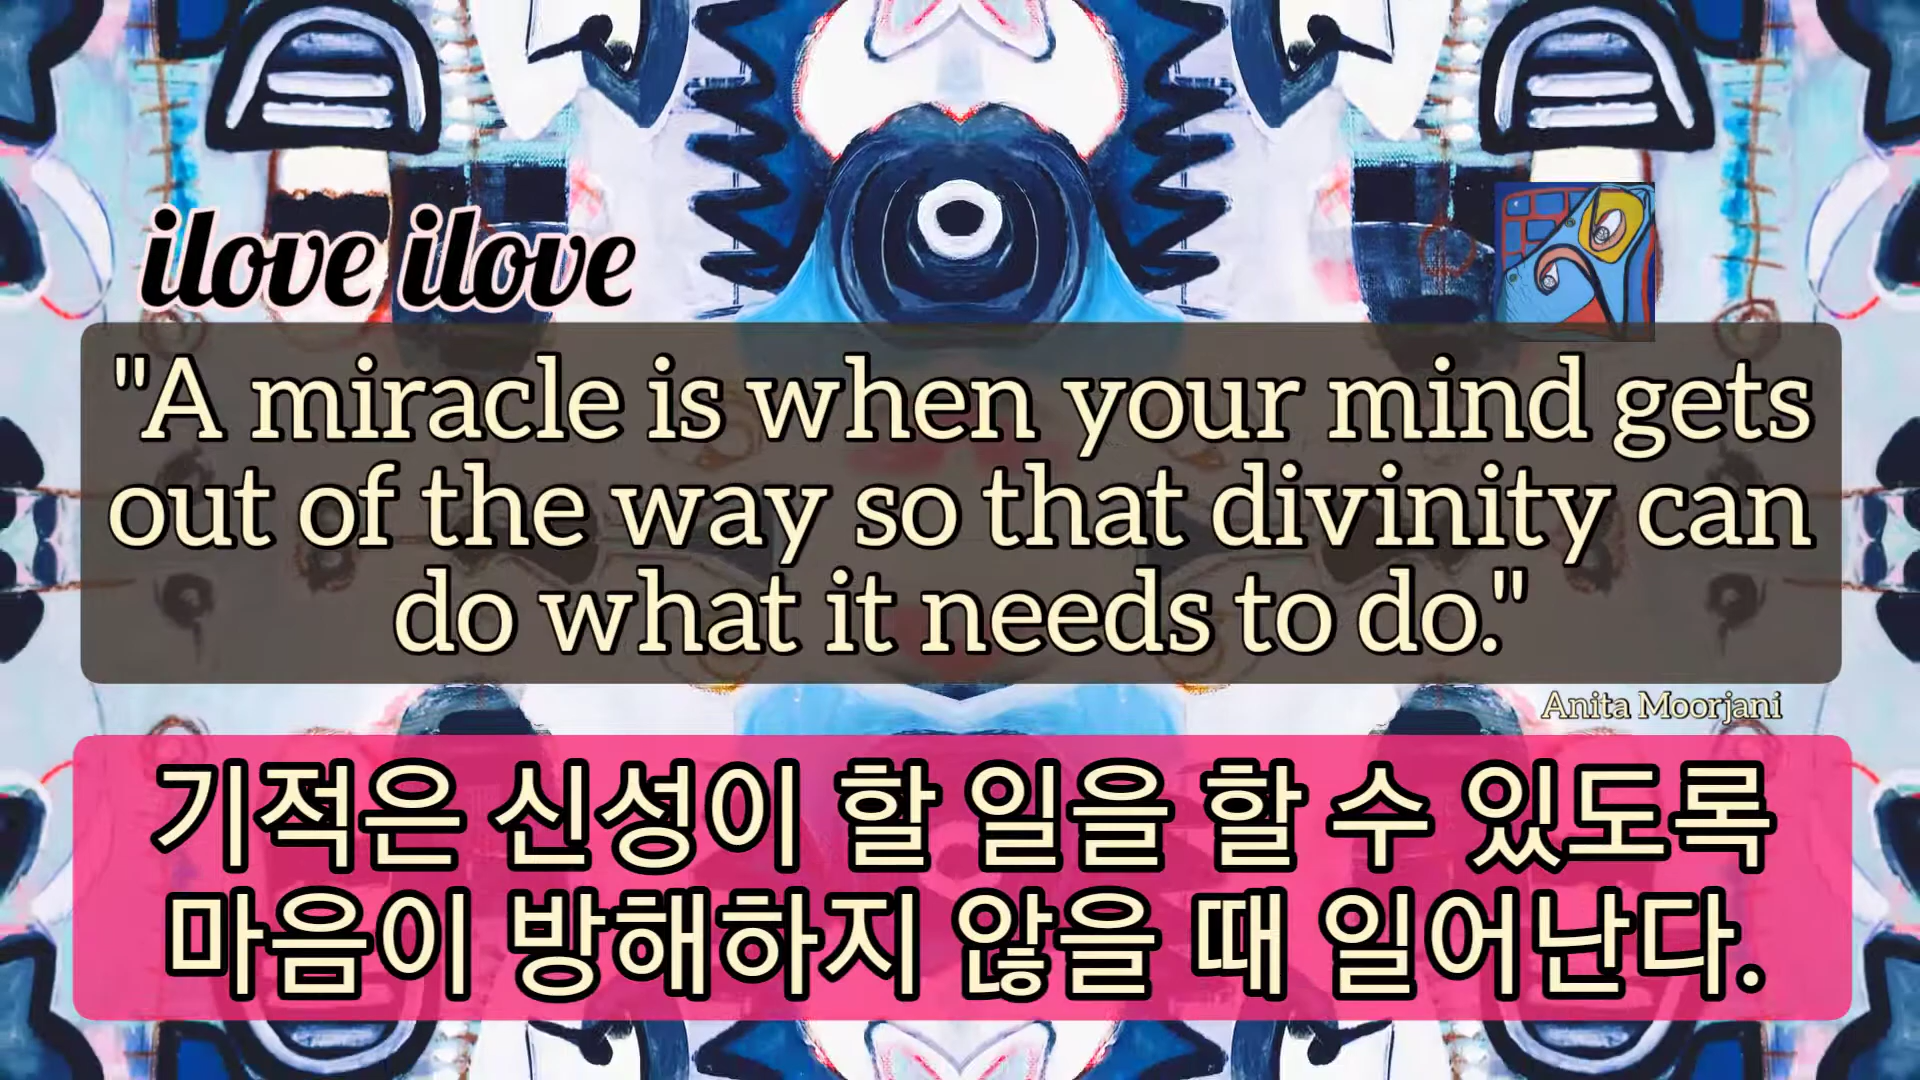 ilove ilove
"A miracle is when your mind gets
out of the way so that divinity can
do what it needs to do."
Anita Moorjani
기적은 신성이 할 일을 할 수 있도록
마음이 방해하지 않을 때 일어난다.